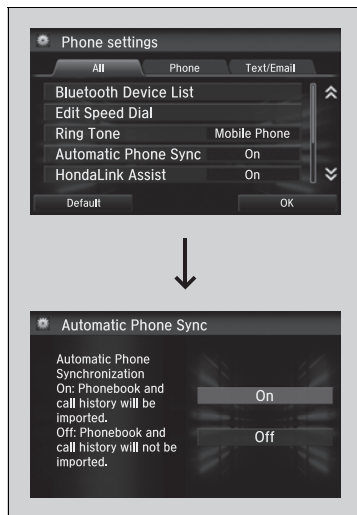 Phone settings
All Phone Text/Email
Bluetooth Device List
Edit Speed Dial
Ring Tone Mobile Phone
Automatic Phone Sync On
HondaLink Assist On
Default OK
Automatic Phone Sync
Automatic Phone
Synchronization
On: Phonebook and
call history will be
imported.
Off: Phonebook and
call history will not be
imported.
On
Off